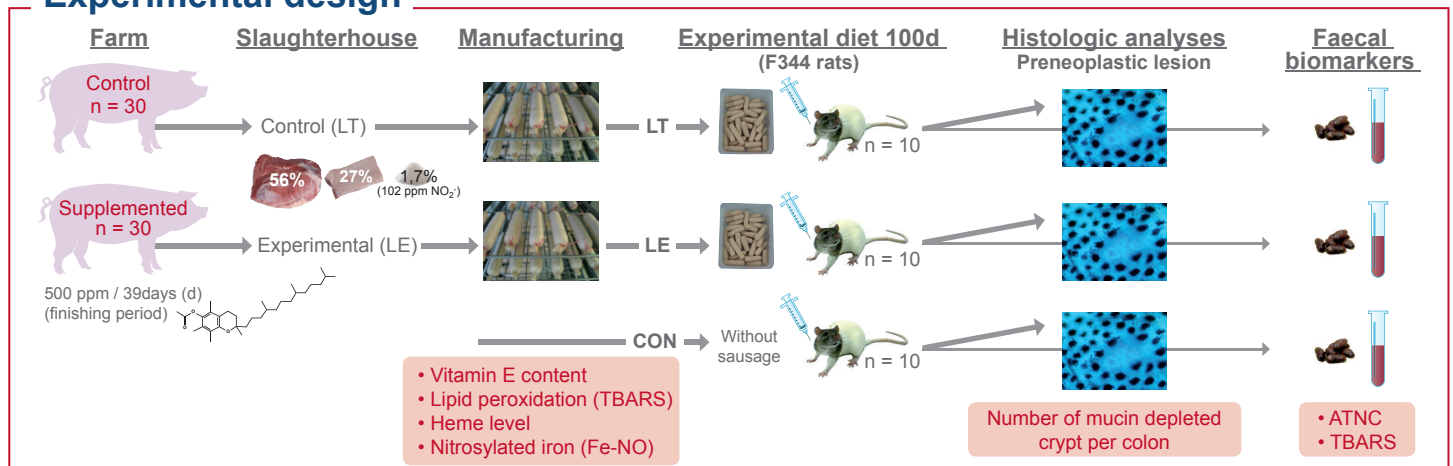 Experimental design
Farm
Slaughterhouse
Manufacturing
Experimental diet 100d
(F344 rats)
Histologic analyses
Preneoplastic lesion
Faecal
biomarkers
Control
n = 30
Control (LT)
LT
n = 10
56%
27%
1,7%
(102 ppm NO₂⁻)
Supplemented
n = 30
Experimental (LE)
LE
n = 10
500 ppm / 39days (d)
(finishing period)
O
O
O
CON
Without
sausage
n = 10
• Vitamin E content
• Lipid peroxidation (TBARS)
• Heme level
• Nitrosylated iron (Fe-NO)
Number of mucin depleted
crypt per colon
• ATNC
• TBARS